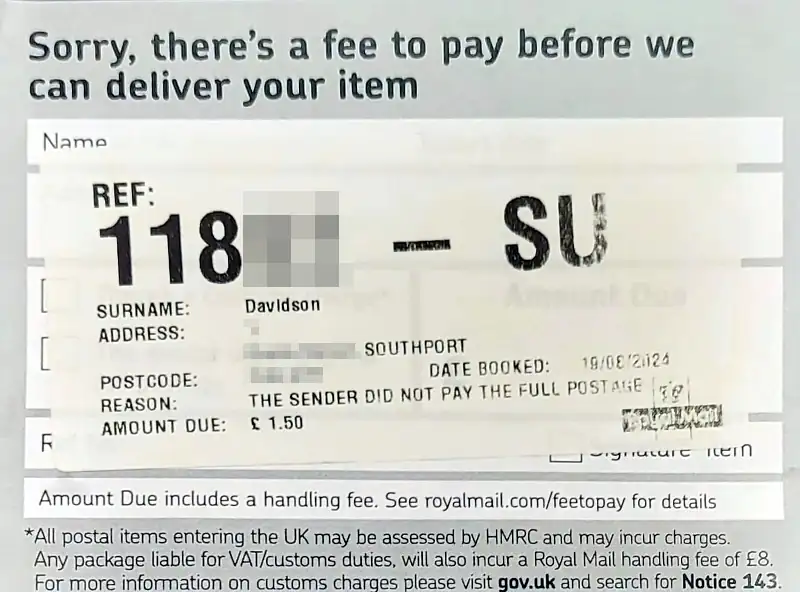 Sorry, there's a fee to pay before we
can deliver your item
Name
REF:
118 - SU
SURNAME: Davidson
ADDRESS:
SOUTHPORT
POSTCODE: DATE BOOKED: 19/08/2024
REASON: THE SENDER DID NOT PAY THE FULL POSTAGE
AMOUNT DUE: £ 1.50
Signature item
Amount Due includes a handling fee. See royalmail.com/feetopay for details
*All postal items entering the UK may be assessed by HMRC and may incur charges.
Any package liable for VAT/customs duties, will also incur a Royal Mail handling fee of £8.
For more information on customs charges please visit gov.uk and search for Notice 143.